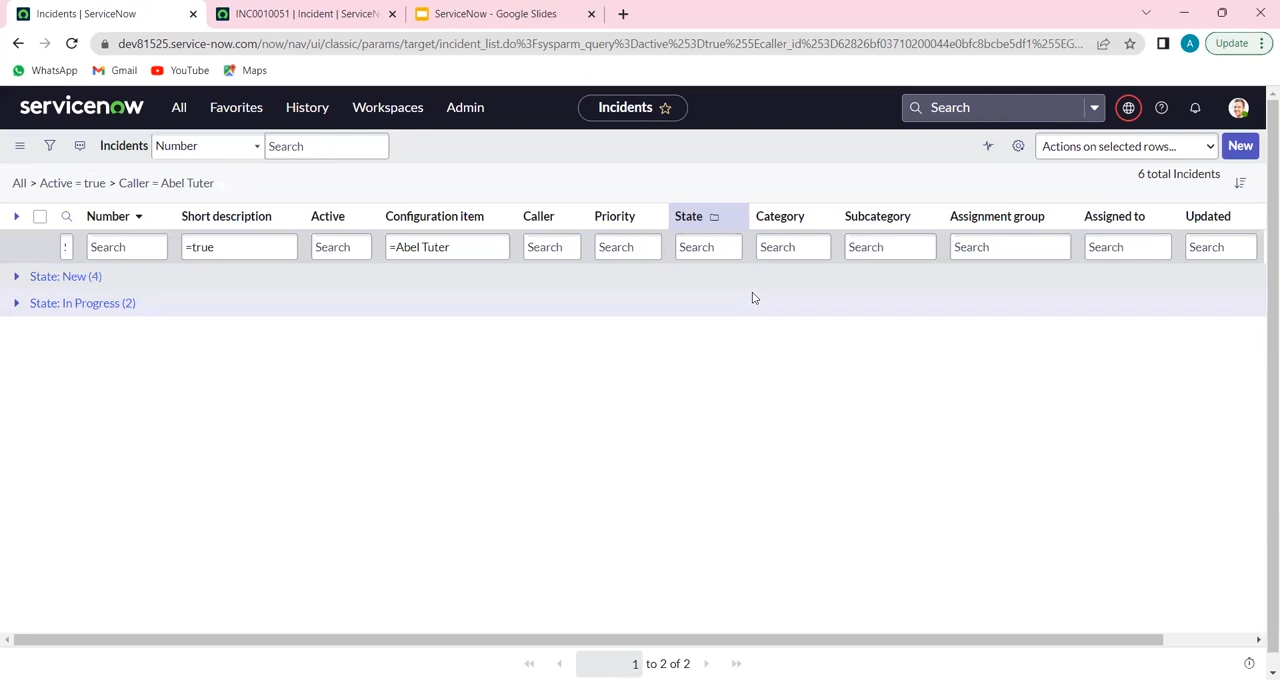 Incidents | ServiceNow
INC0010051 | Incident | ServiceN
ServiceNow - Google Slides
dev81525.service-now.com/now/nav/ui/classic/params/target/incident_list.do%3Fsysparm_query%3Dactive%253Dtrue%255Ecaller_id%253D62826bf03710200044e0bfc8bcbe5df1%255EG...
A
Update
WhatsApp
Gmail
YouTube
Maps
servicenow
All
Favorites
History
Workspaces
Admin
Incidents
Search
Incidents
Number
Search
Actions on selected rows...
New
All > Active = true > Caller = Abel Tuter
6 total Incidents
Number
Short description
Active
Configuration item
Caller
Priority
State
Category
Subcategory
Assignment group
Assigned to
Updated
Search
=true
Search
=Abel Tuter
Search
Search
Search
Search
Search
Search
Search
Search
State: New (4)
State: In Progress (2)
1 to 2 of 2